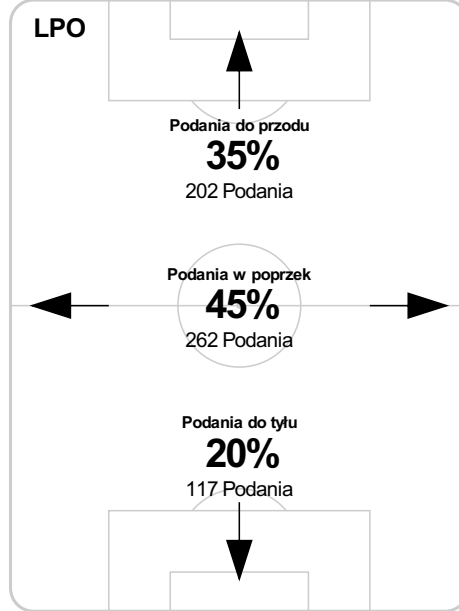 LPO
Podania do przodu
35%
202 Podania
Podania w poprzek
45%
262 Podania
Podania do tyłu
20%
117 Podania